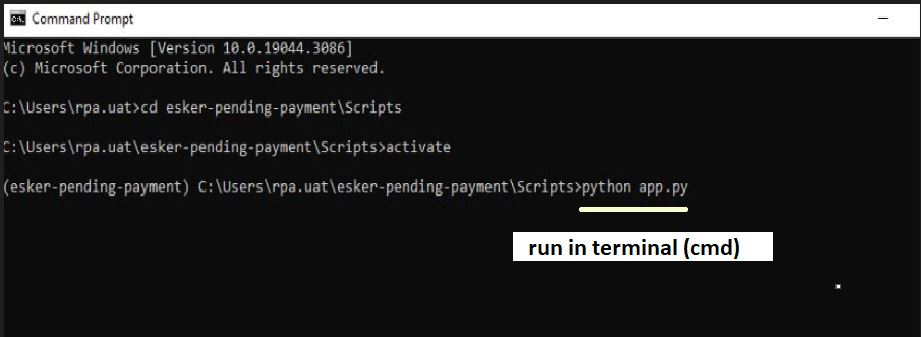 Command Prompt
Microsoft Windows [Version 10.0.19044.3086]
(c) Microsoft Corporation. All rights reserved.
C:\Users\rpa.uat>cd esker-pending-payment\Scripts
C:\Users\rpa.uat\esker-pending-payment\Scripts>activate
(esker-pending-payment) C:\Users\rpa.uat\esker-pending-payment\Scripts>python app.py
run in terminal (cmd)